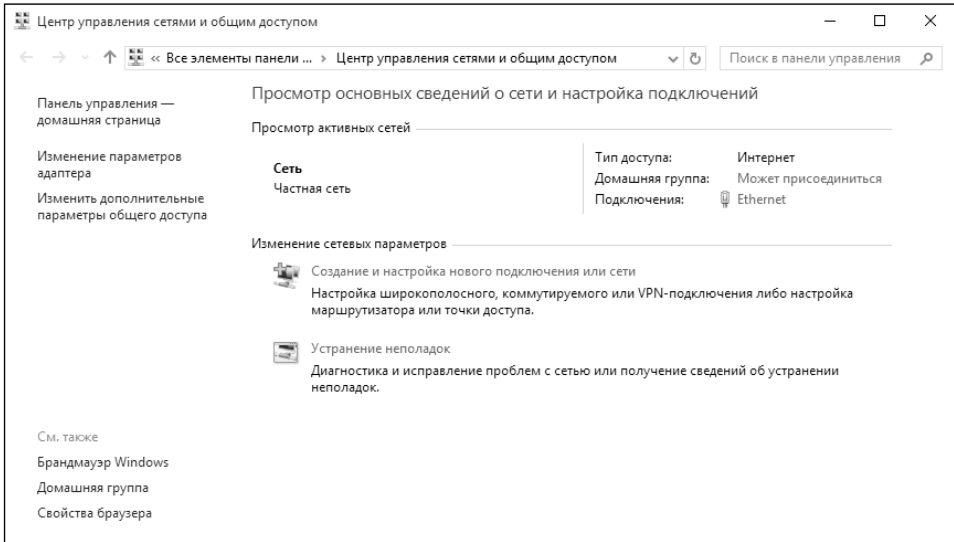 Центр управления сетями и общим доступом
« Все элементы панели ... › Центр управления сетями и общим доступом
Поиск в панели управления
Панель управления —
домашняя страница
Изменение параметров
адаптера
Изменить дополнительные
параметры общего доступа
Просмотр основных сведений о сети и настройка подключений
Просмотр активных сетей
Сеть
Частная сеть
Тип доступа: Интернет
Домашняя группа: Может присоединиться
Подключения: Ethernet
Изменение сетевых параметров
Создание и настройка нового подключения или сети
Настройка широкополосного, коммутируемого или VPN-подключения либо настройка
маршрутизатора или точки доступа.
Устранение неполадок
Диагностика и исправление проблем с сетью или получение сведений об устранении
неполадок.
См. также
Брандмауэр Windows
Домашняя группа
Свойства браузера